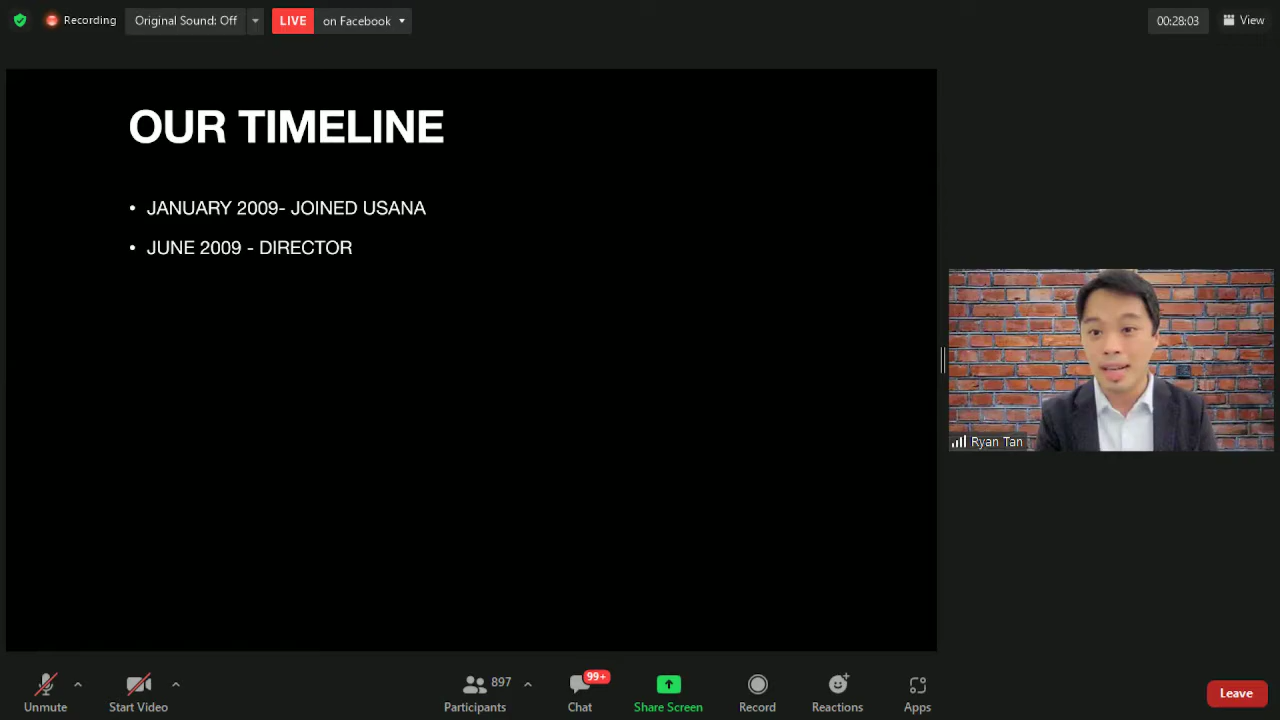 Recording
Original Sound: Off
LIVE on Facebook
00:28:03
View
OUR TIMELINE
• JANUARY 2009- JOINED USANA
• JUNE 2009 - DIRECTOR
Ryan Tan
Unmute
Start Video
897
Participants
99+
Chat
Share Screen
Record
Reactions
Apps
Leave